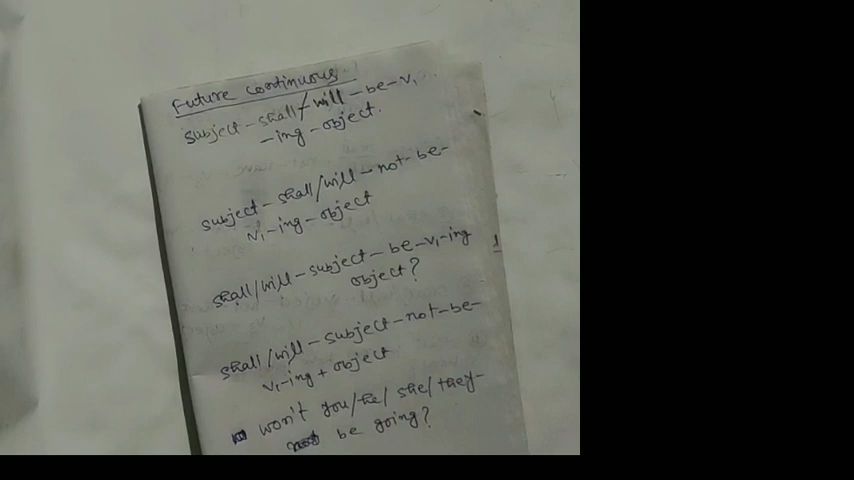 Future continuous.
Subject - shall/will - be - V₁
- ing - object.
Subject - shall/will - not - be -
V₁ - ing - object
shall/will - subject - be - V₁-ing
object?
shall/will - subject - not - be -
V₁-ing + object
won't you/he/she/they -
be going?
1